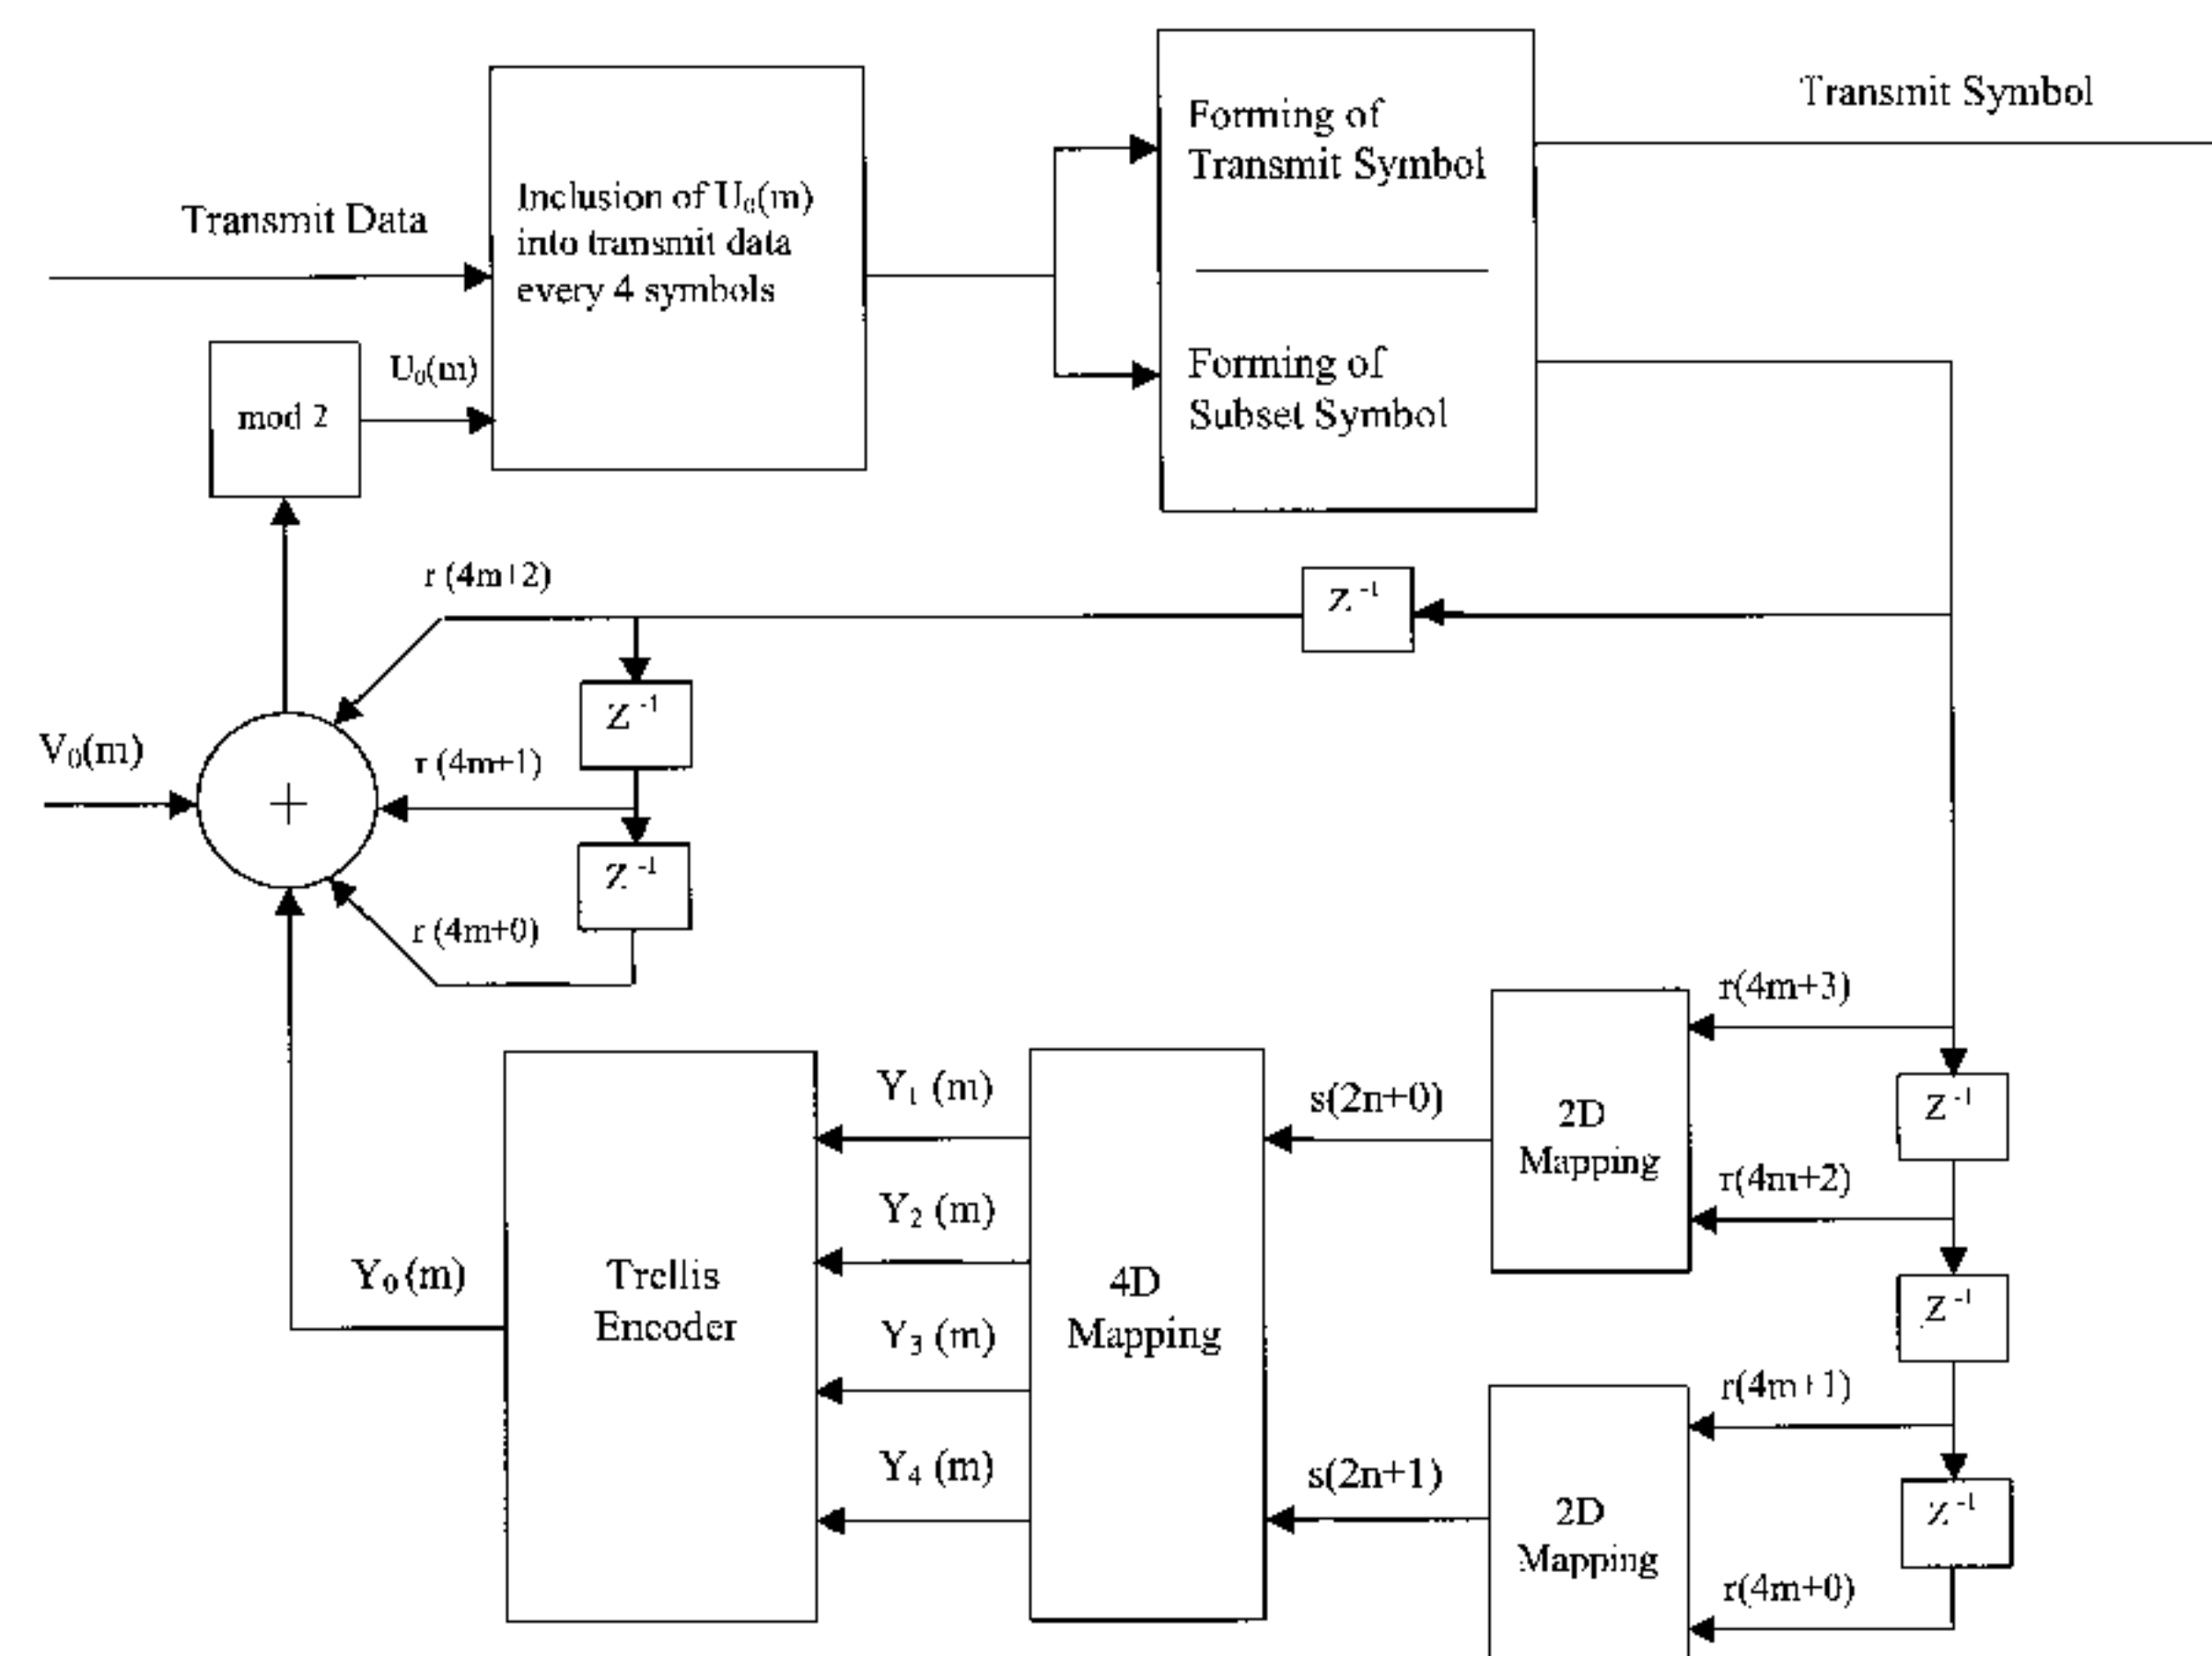 Transmit Data
Inclusion of U₀(m)
into transmit data
every 4 symbols
Forming of
Transmit Symbol
Forming of
Subset Symbol
Transmit Symbol
mod 2
U₀(m)
r (4m+2)
Z⁻¹
Z⁻¹
V₀(m)
+
r (4m+1)
Z⁻¹
r (4m+0)
Y₀ (m)
Trellis
Encoder
Y₁ (m)
Y₂ (m)
Y₃ (m)
Y₄ (m)
4D
Mapping
s(2n+0)
s(2n+1)
2D
Mapping
r(4m+3)
Z⁻¹
r(4m+2)
Z⁻¹
2D
Mapping
r(4m+1)
Z⁻¹
r(4m+0)